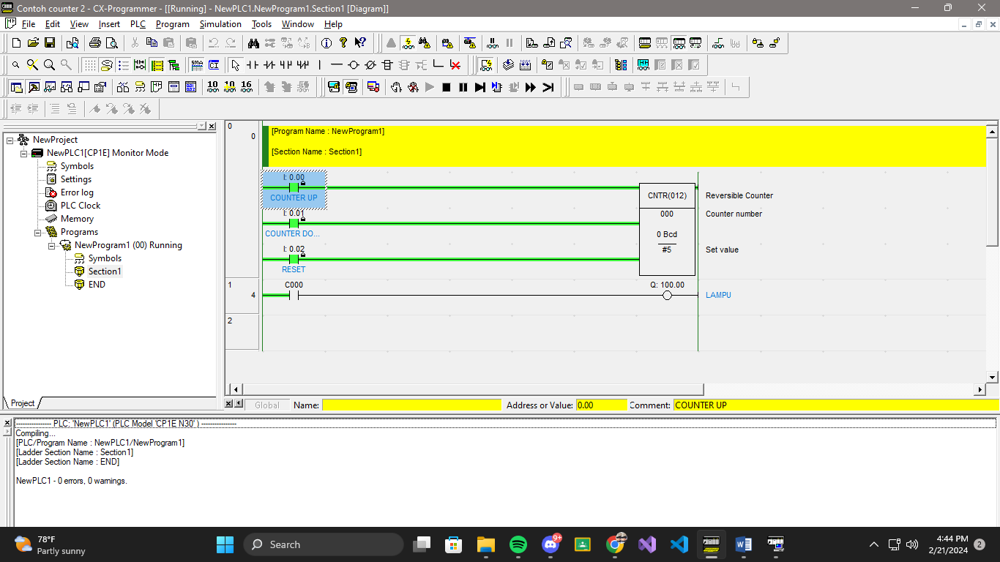 Contoh counter 2 - CX-Programmer - [[Running] - NewPLC1.NewProgram1.Section1 [Diagram]]
File Edit View Insert PLC Program Simulation Tools Window Help
SMA
CI
10 10 16
NewProject
NewPLC1[CP1E] Monitor Mode
Symbols
Settings
Error log
PLC Clock
Memory
Programs
NewProgram1 (00) Running
Symbols
Section1
END
Project
0
0
[Program Name : NewProgram1]
[Section Name : Section1]
I: 0.00
COUNTER UP
CNTR(012)
Reversible Counter
I: 0.01
000
Counter number
COUNTER DO...
0 Bcd
I: 0.02
#5
Set value
RESET
1
4
C000
Q: 100.00
LAMPU
2
Global Name: Address or Value: 0.00 Comment: COUNTER UP
---------------- PLC: 'NewPLC1' (PLC Model 'CP1E N30' ) ----------------
Compiling...
[PLC/Program Name : NewPLC1/NewProgram1]
[Ladder Section Name : Section1]
[Ladder Section Name : END]
NewPLC1 - 0 errors, 0 warnings.
78°F
Partly sunny
Search
9+
4:44 PM
2/21/2024
2